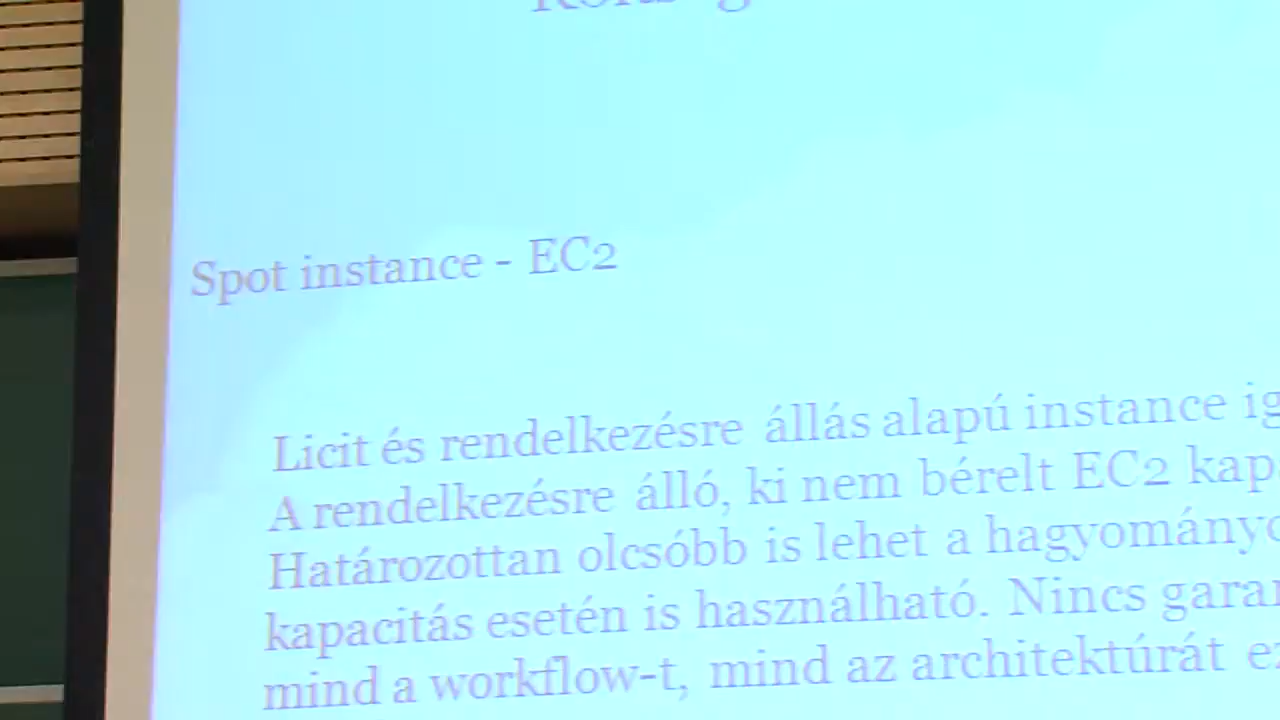 Spot instance - EC2
Licit és rendelkezésre állás alapú instance
A rendelkezésre álló, ki nem bérelt EC2
Határozottan olcsóbb is lehet a
kapacitás esetén is használható. Nincs
mind a workflow-t, mind az architektúrát